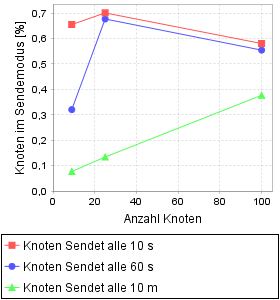 Knoten im Sendemodus [%]
0,7
0,6
0,5
0,4
0,3
0,2
0,1
0,0
0
20
40
60
80
100
Anzahl Knoten
Knoten Sendet alle 10 s
Knoten Sendet alle 60 s
Knoten Sendet alle 10 m